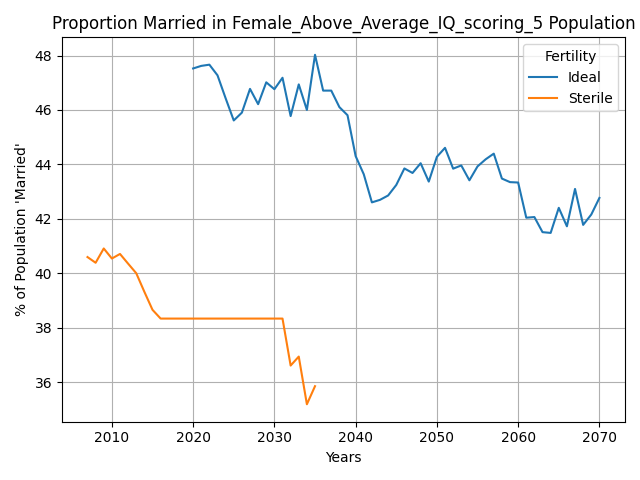 Proportion Married in Female_Above_Average_IQ_scoring_5 Population
% of Population 'Married'
48
46
44
42
40
38
36
Fertility
Ideal
Sterile
2010 2020 2030 2040 2050 2060 2070
Years